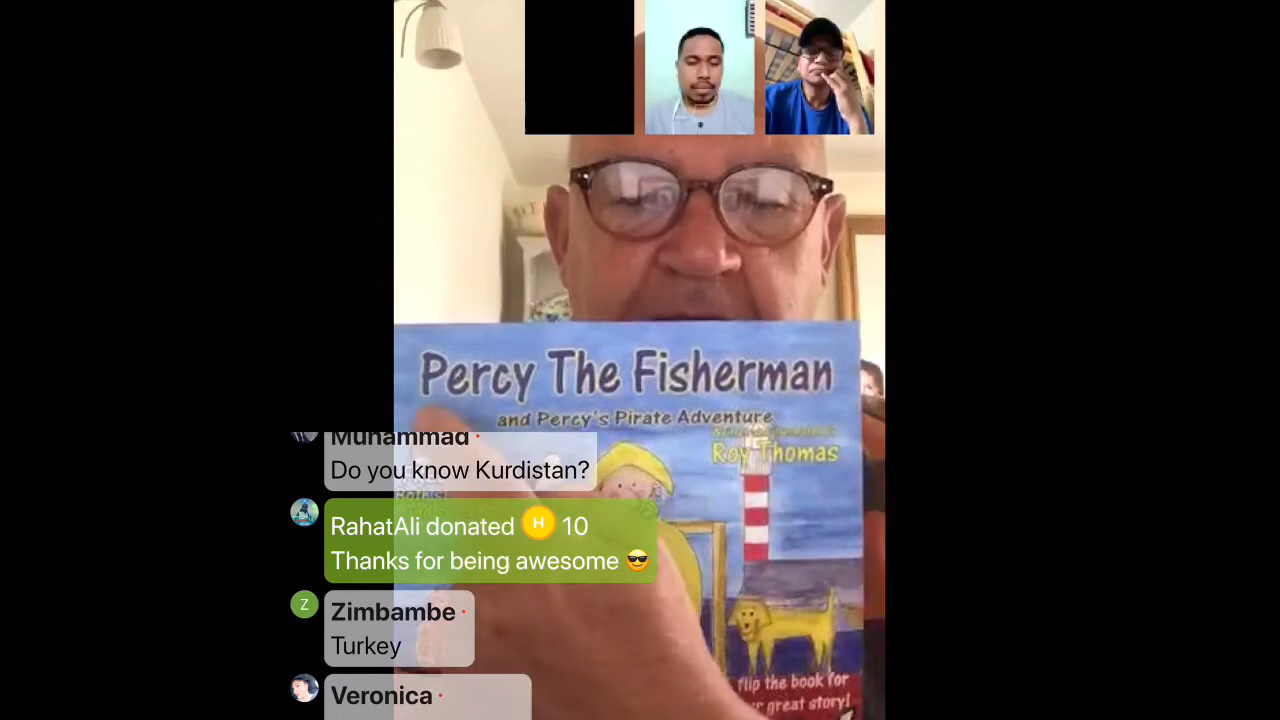 Percy The Fisherman
and Percy's Pirate Adventure
Roy Thomas
Muhammad
Do you know Kurdistan?
RahatAli donated H 10
Thanks for being awesome 😎
Z
Zimbambe
Turkey
Veronica
flip the book for
great story!